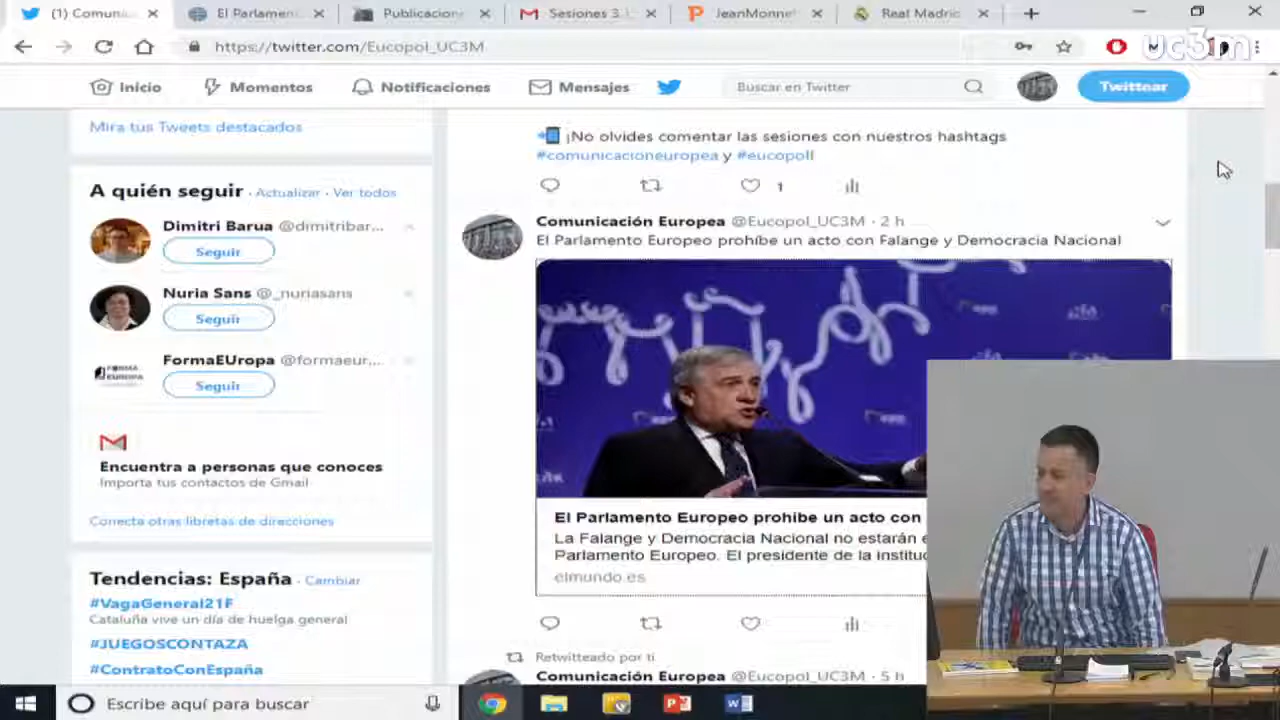 (1) Comuni
El Parlamen
Publicacione
Sesiones 3
JeanMonne
Real Madri
https://twitter.com/Eucopol_UC3M
uc3m
Inicio
Momentos
Notificaciones
Mensajes
Buscar en Twitter
Twittear
Mira tus Tweets destacados
A quién seguir · Actualizar · Ver todos
Dimitri Barua @dimitribar...
Seguir
Nuria Sans @_nuriasans
Seguir
FormaEUropa @formaeur...
Seguir
Encuentra a personas que conoces
Importa tus contactos de Gmail
Conecta otras libretas de direcciones
Tendencias: España · Cambiar
#VagaGeneral21F
Cataluña vive un día de huelga general
#JUEGOSCONTAZA
#ContratoConEspaña
¡No olvides comentar las sesiones con nuestros hashtags
#comunicacioneuropea y #eucopoll
1
Comunicación Europea @Eucopol_UC3M · 2 h
El Parlamento Europeo prohíbe un acto con Falange y Democracia Nacional
El Parlamento Europeo prohíbe un acto con
La Falange y Democracia Nacional no estarán e
Parlamento Europeo. El presidente de la institu
elmundo.es
Retwitteado por ti
Comunicación Europea @Eucopol_UC3M · 5 h
Escribe aquí para buscar